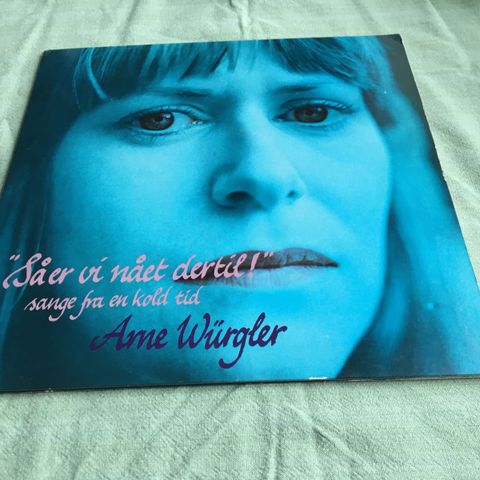 "Så er vi nået dertil!"
sange fra en kold tid
Arne Würgler